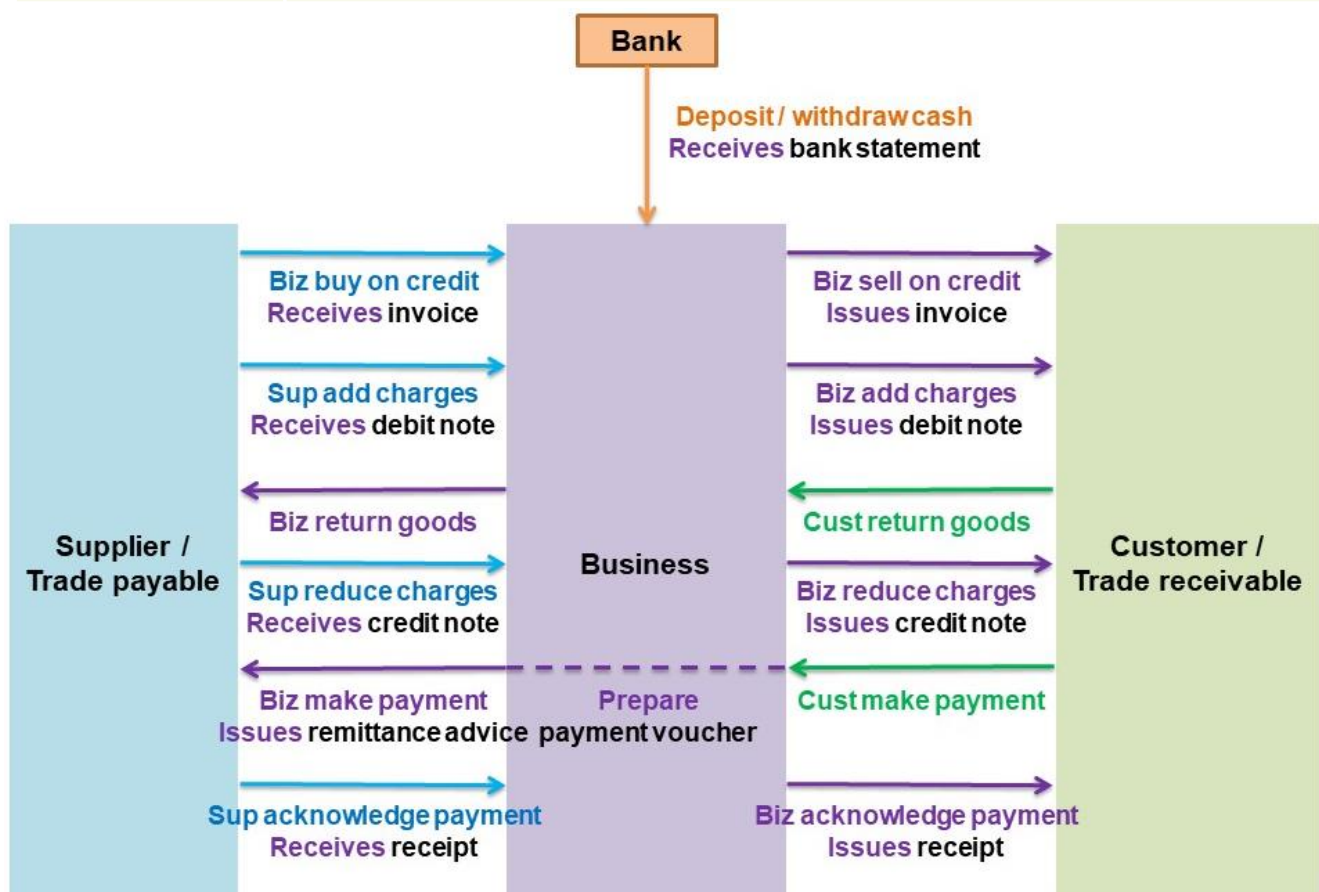 Bank
Deposit / withdraw cash
Receives bank statement
Biz buy on credit
Receives invoice
Biz sell on credit
Issues invoice
Sup add charges
Receives debit note
Biz add charges
Issues debit note
Biz return goods
Cust return goods
Supplier /
Trade payable
Business
Customer /
Trade receivable
Sup reduce charges
Receives credit note
Biz reduce charges
Issues credit note
Biz make payment
Issues remittance advice
Prepare
payment voucher
Cust make payment
Sup acknowledge payment
Receives receipt
Biz acknowledge payment
Issues receipt